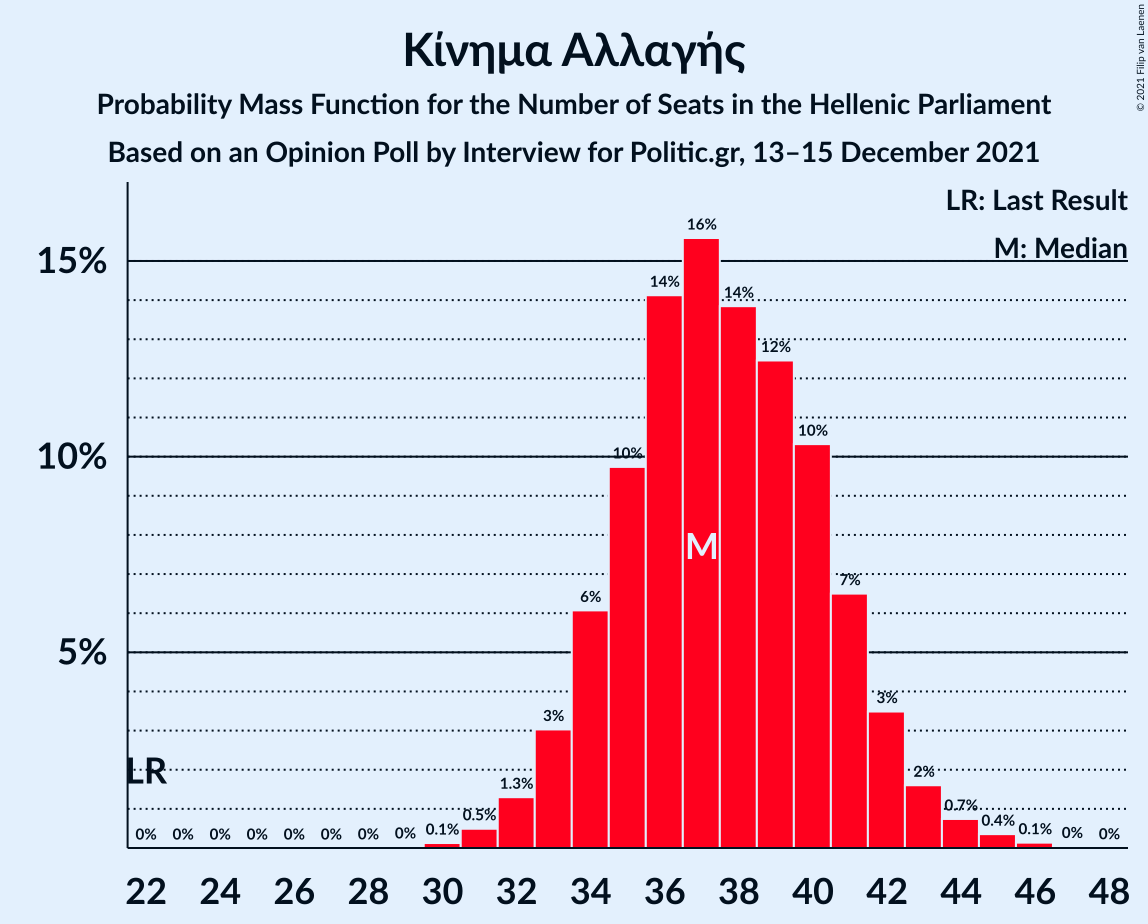 Κίνημα Αλλαγής
Probability Mass Function for the Number of Seats in the Hellenic Parliament
Based on an Opinion Poll by Interview for Politic.gr, 13–15 December 2021
© 2021 Filip van Laenen
LR: Last Result
M: Median
15%
10%
5%
16%
14%
14%
12%
10%
10%
M
7%
6%
3%
3%
LR
2%
1.3%
0.7%
0.5%
0.4%
0% 0% 0% 0% 0% 0% 0% 0% 0.1% 0.1% 0% 0%
22 24 26 28 30 32 34 36 38 40 42 44 46 48